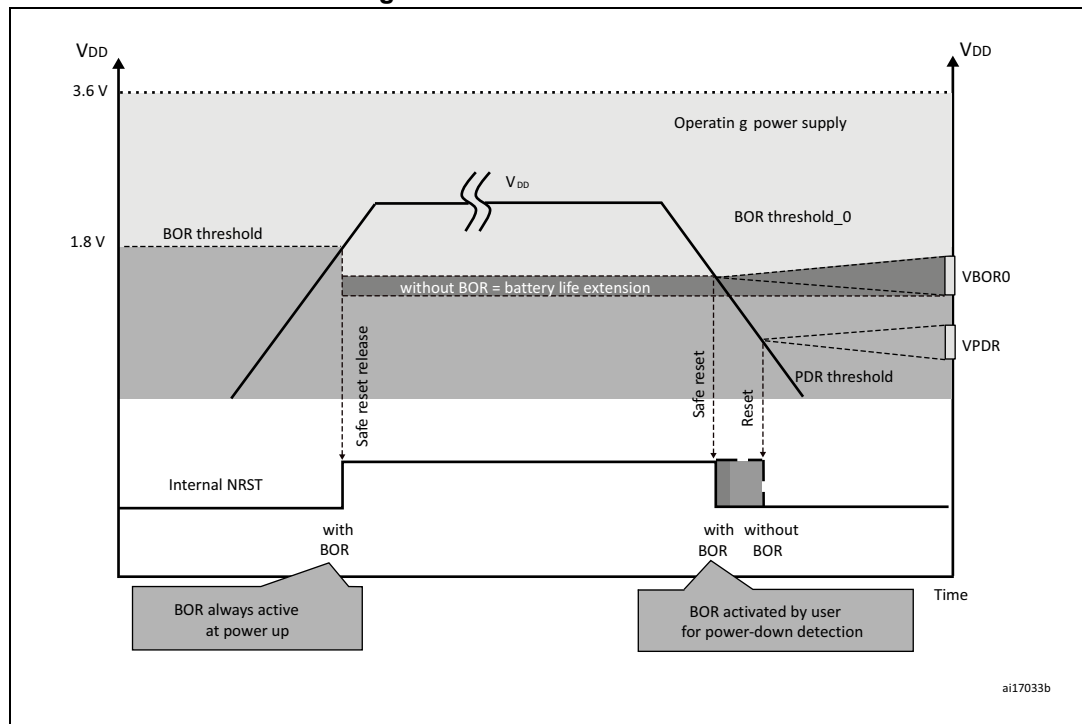 g
VDD
VDD
3.6 V
Operatin g power supply
VDD
BOR threshold_0
BOR threshold
1.8 V
VBOR0
without BOR = battery life extension
VPDR
PDR threshold
Safe reset release
Safe reset
Reset
Internal NRST
with
BOR
with
BOR
without
BOR
Time
BOR always active
at power up
BOR activated by user
for power-down detection
ai17033b